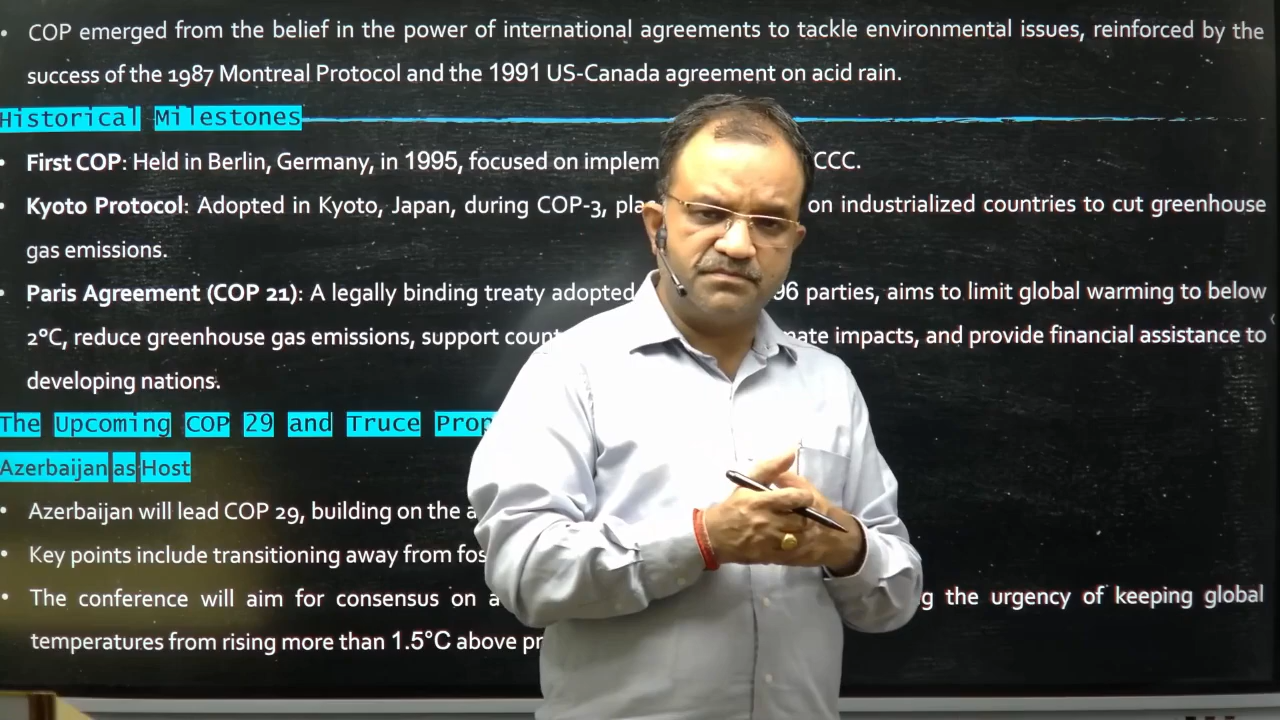 • COP emerged from the belief in the power of international agreements to tackle environmental issues, reinforced by the
success of the 1987 Montreal Protocol and the 1991 US-Canada agreement on acid rain.
Historical Milestones
• First COP: Held in Berlin, Germany, in 1995, focused on implem CCC.
• Kyoto Protocol: Adopted in Kyoto, Japan, during COP-3, pla on industrialized countries to cut greenhouse
gas emissions.
• Paris Agreement (COP 21): A legally binding treaty adopted 96 parties, aims to limit global warming to below
2°C, reduce greenhouse gas emissions, support coun mate impacts, and provide financial assistance to
developing nations.
The Upcoming COP 29 and Truce Prop
Azerbaijan as Host
• Azerbaijan will lead COP 29, building on the a
• Key points include transitioning away from fos
• The conference will aim for consensus on a g the urgency of keeping global
temperatures from rising more than 1.5°C above pr